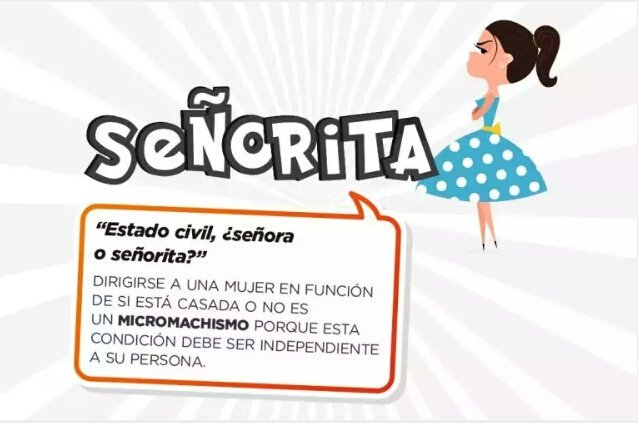 SEÑORITA
“Estado civil, ¿señora
o señorita?”
DIRIGIRSE A UNA MUJER EN FUNCIÓN
DE SI ESTÁ CASADA O NO ES
UN MICROMACHISMO PORQUE ESTA
CONDICIÓN DEBE SER INDEPENDIENTE
A SU PERSONA.